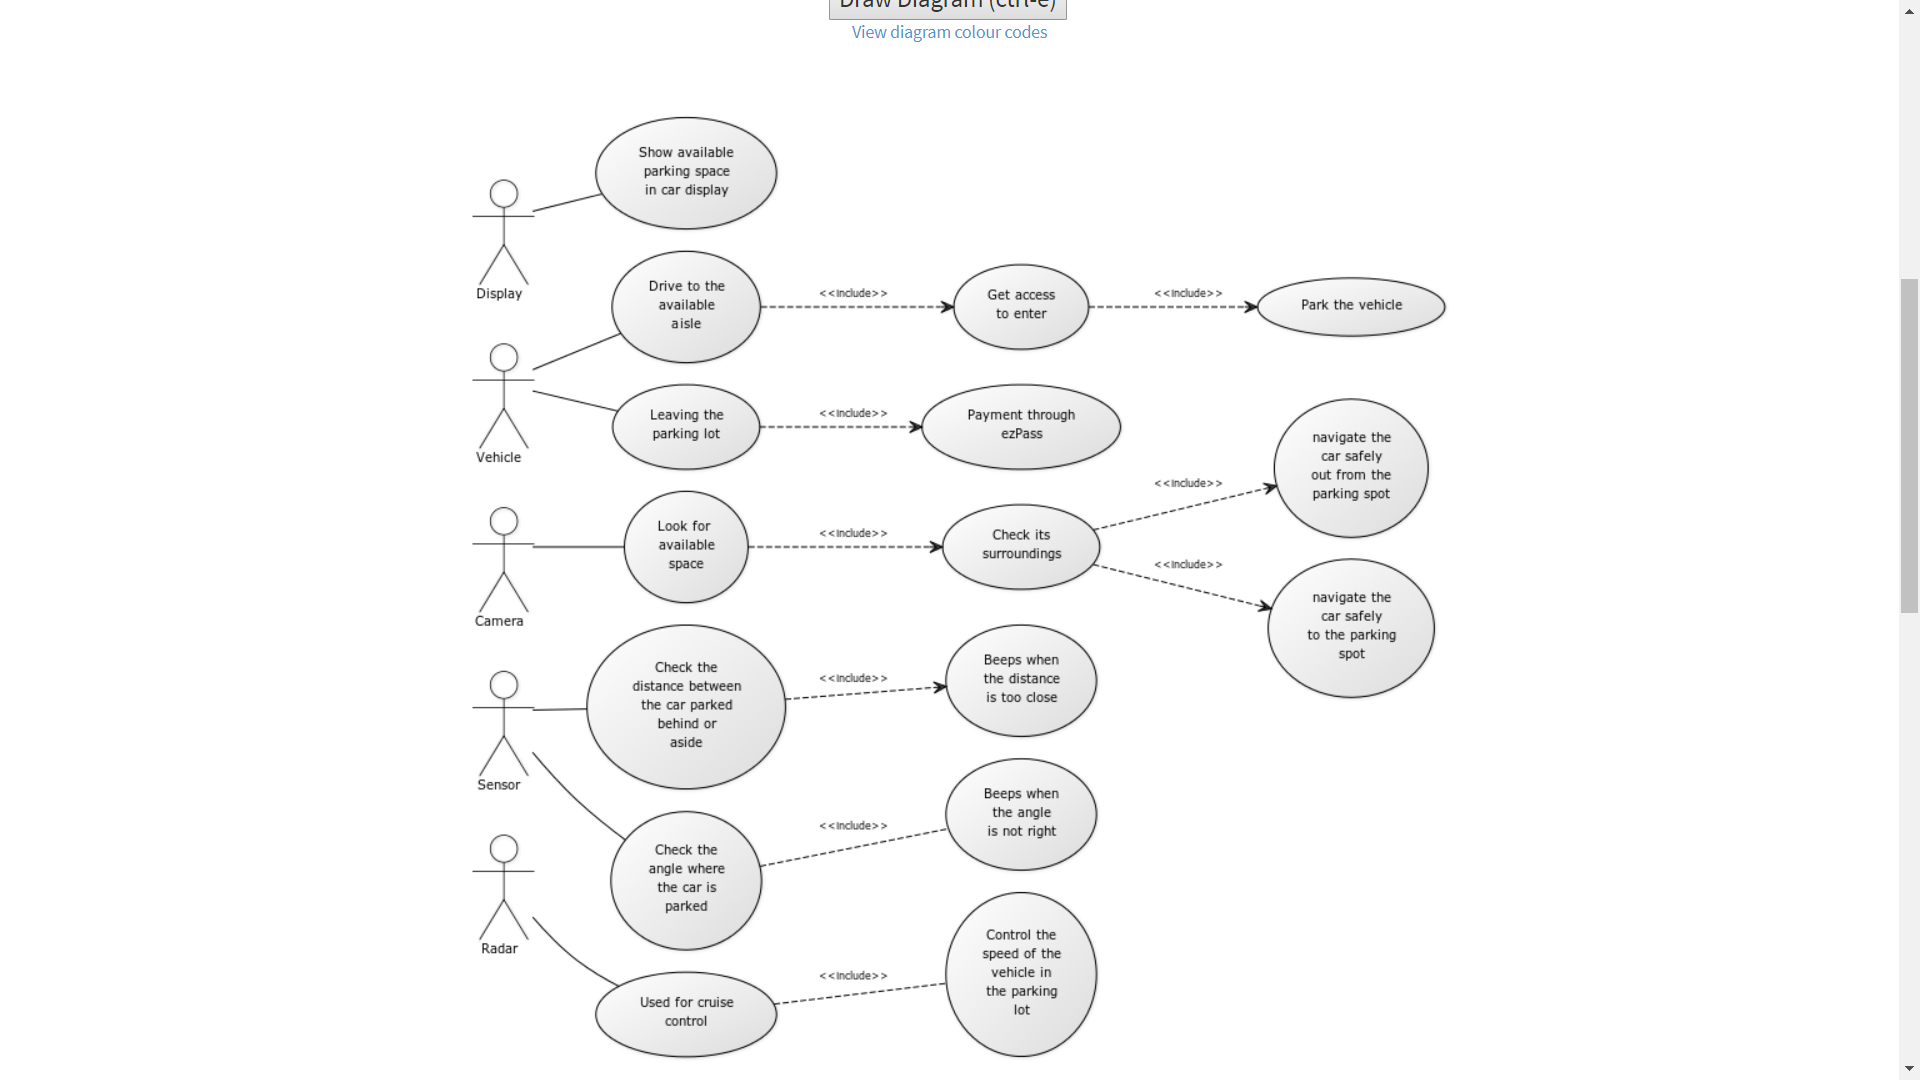 Draw Diagram (ctrl-e)
View diagram colour codes
Show available
parking space
in car display
Display
Drive to the
available
aisle
<<include>>
Get access
to enter
<<include>>
Park the vehicle
Vehicle
Leaving the
parking lot
<<include>>
Payment through
ezPass
navigate the
car safely
out from the
parking spot
<<include>>
Look for
available
space
<<include>>
Check its
surroundings
<<include>>
navigate the
car safely
to the parking
spot
Camera
Check the
distance between
the car parked
behind or
aside
<<include>>
Beeps when
the distance
is too close
Sensor
Check the
angle where
the car is
parked
<<include>>
Beeps when
the angle
is not right
Radar
Used for cruise
control
<<include>>
Control the
speed of the
vehicle in
the parking
lot